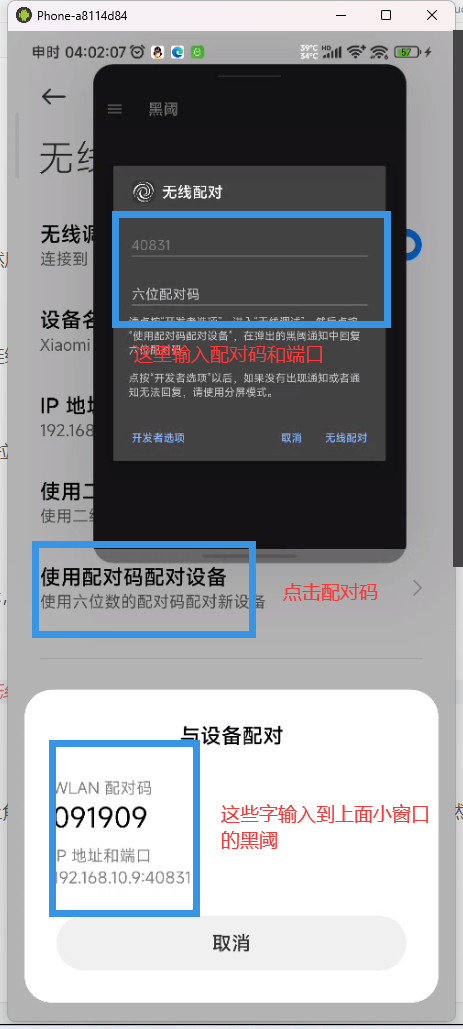 Phone-a8114d84
申时 04:02:07
39°C
34°C
HD
57
黑阈
无线
无线配对
无线调
连接到
40831
六位配对码
设备名
Xiaomi
请点按“开发者选项”，进入“无线调试”，然后点按
“使用配对码配对设备”，在弹出的黑阈通知中回复
六位配对码。
这里输入配对码和端口
点按“开发者选项”以后，如果没有出现通知或者通
知无法回复，请使用分屏模式。
IP 地址
192.168
开发者选项
取消
无线配对
使用二
使用二
使用配对码配对设备
使用六位数的配对码配对新设备
点击配对码
与设备配对
WLAN 配对码
091909
IP 地址和端口
192.168.10.9:40831
这些字输入到上面小窗口
的黑阈
取消